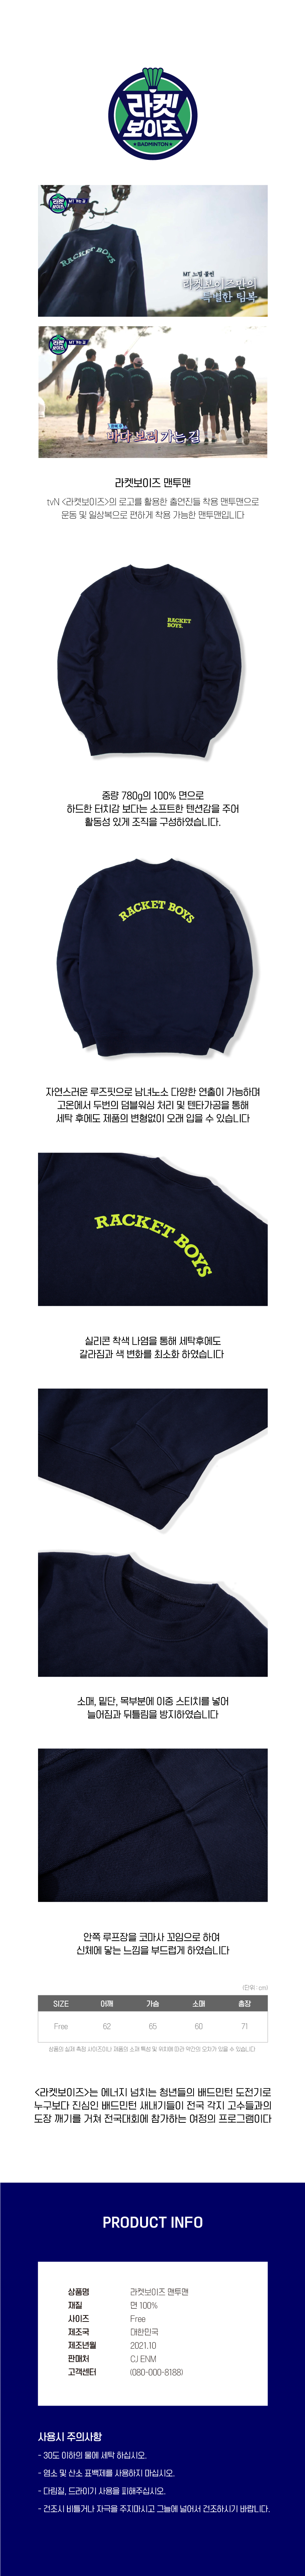 라켓
보이즈
★BADMINTON★
라켓
보이즈
MT 가는 길
RACKET BOYS
MT 느낌 물씬
라켓보이즈만의
특별한 팀복
라켓
보이즈
MT 가는 길
바다 보러 가는 길
라켓보이즈 맨투맨
tvN <라켓보이즈>의 로고를 활용한 출연진들 착용 맨투맨으로
운동 및 일상복으로 편하게 착용 가능한 맨투맨입니다
RACKET
BOYS.
중량 780g의 100% 면으로
하드한 터치감 보다는 소프트한 텐션감을 주어
활동성 있게 조직을 구성하였습니다.
RACKET BOYS
자연스러운 루즈핏으로 남녀노소 다양한 연출이 가능하며
고온에서 두번의 덤블워싱 처리 및 텐타가공을 통해
세탁 후에도 제품의 변형없이 오래 입을 수 있습니다
RACKET BOYS
실리콘 착색 나염을 통해 세탁후에도
갈라짐과 색 변화를 최소화 하였습니다
소매, 밑단, 목부분에 이중 스티치를 넣어
늘어짐과 뒤틀림을 방지하였습니다
안쪽 루프장을 코마사 꼬임으로 하여
신체에 닿는 느낌을 부드럽게 하였습니다
(단위 : cm)
SIZE 어깨 가슴 소매 총장
Free 62 65 60 71
상품의 실제 측정 사이즈이나 제품의 소재 특성 및 위치에 따라 약간의 오차가 있을 수 있습니다
<라켓보이즈>는 에너지 넘치는 청년들의 배드민턴 도전기로
누구보다 진심인 배드민턴 새내기들이 전국 각지 고수들과의
도장 깨기를 거쳐 전국대회에 참가하는 여정의 프로그램이다
PRODUCT INFO
상품명 라켓보이즈 맨투맨
재질 면 100%
사이즈 Free
제조국 대한민국
제조년월 2021.10
판매처 CJ ENM
고객센터 (080-000-8188)
사용시 주의사항
- 30도 이하의 물에 세탁 하십시오.
- 염소 및 산소 표백제를 사용하지 마십시오.
- 다림질, 드라이기 사용을 피해주십시오.
- 건조시 비틀거나 자극을 주지마시고 그늘에 널어서 건조하시기 바랍니다.